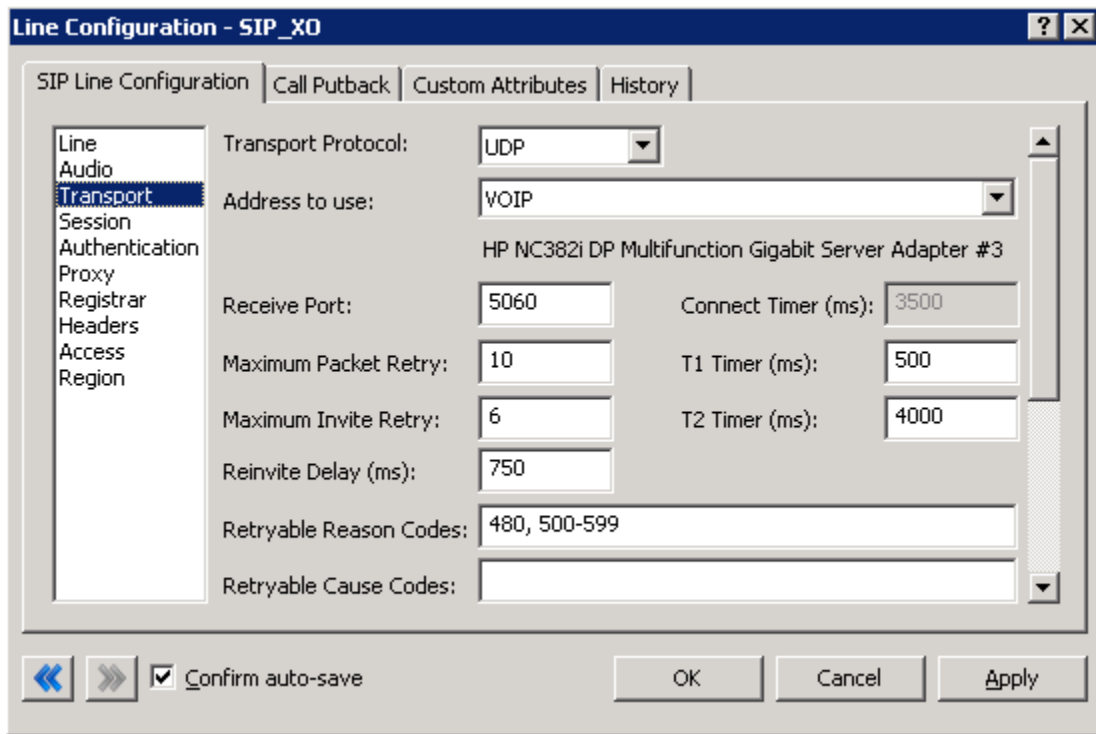 Line Configuration - SIP_XO
SIP Line Configuration
Call Putback
Custom Attributes
History
Line
Audio
Transport
Session
Authentication
Proxy
Registrar
Headers
Access
Region
Transport Protocol: UDP
Address to use: VOIP
HP NC382i DP Multifunction Gigabit Server Adapter #3
Receive Port: 5060 Connect Timer (ms): 3500
Maximum Packet Retry: 10 T1 Timer (ms): 500
Maximum Invite Retry: 6 T2 Timer (ms): 4000
Reinvite Delay (ms): 750
Retryable Reason Codes: 480, 500-599
Retryable Cause Codes:
Confirm auto-save
OK
Cancel
Apply